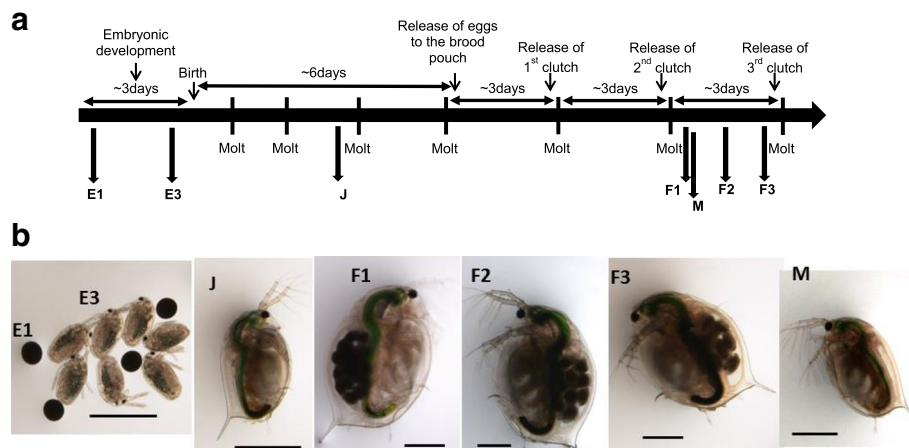 a
Embryonic
development
~3days
Birth
~6days
Release of eggs
to the brood
pouch
~3days
Release of
1st clutch
~3days
Release of
2nd clutch
~3days
Release of
3rd clutch
Molt
Molt
Molt
Molt
Molt
Molt
Molt
E1
E3
J
F1
M
F2
F3
b
E1
E3
J
F1
F2
F3
M